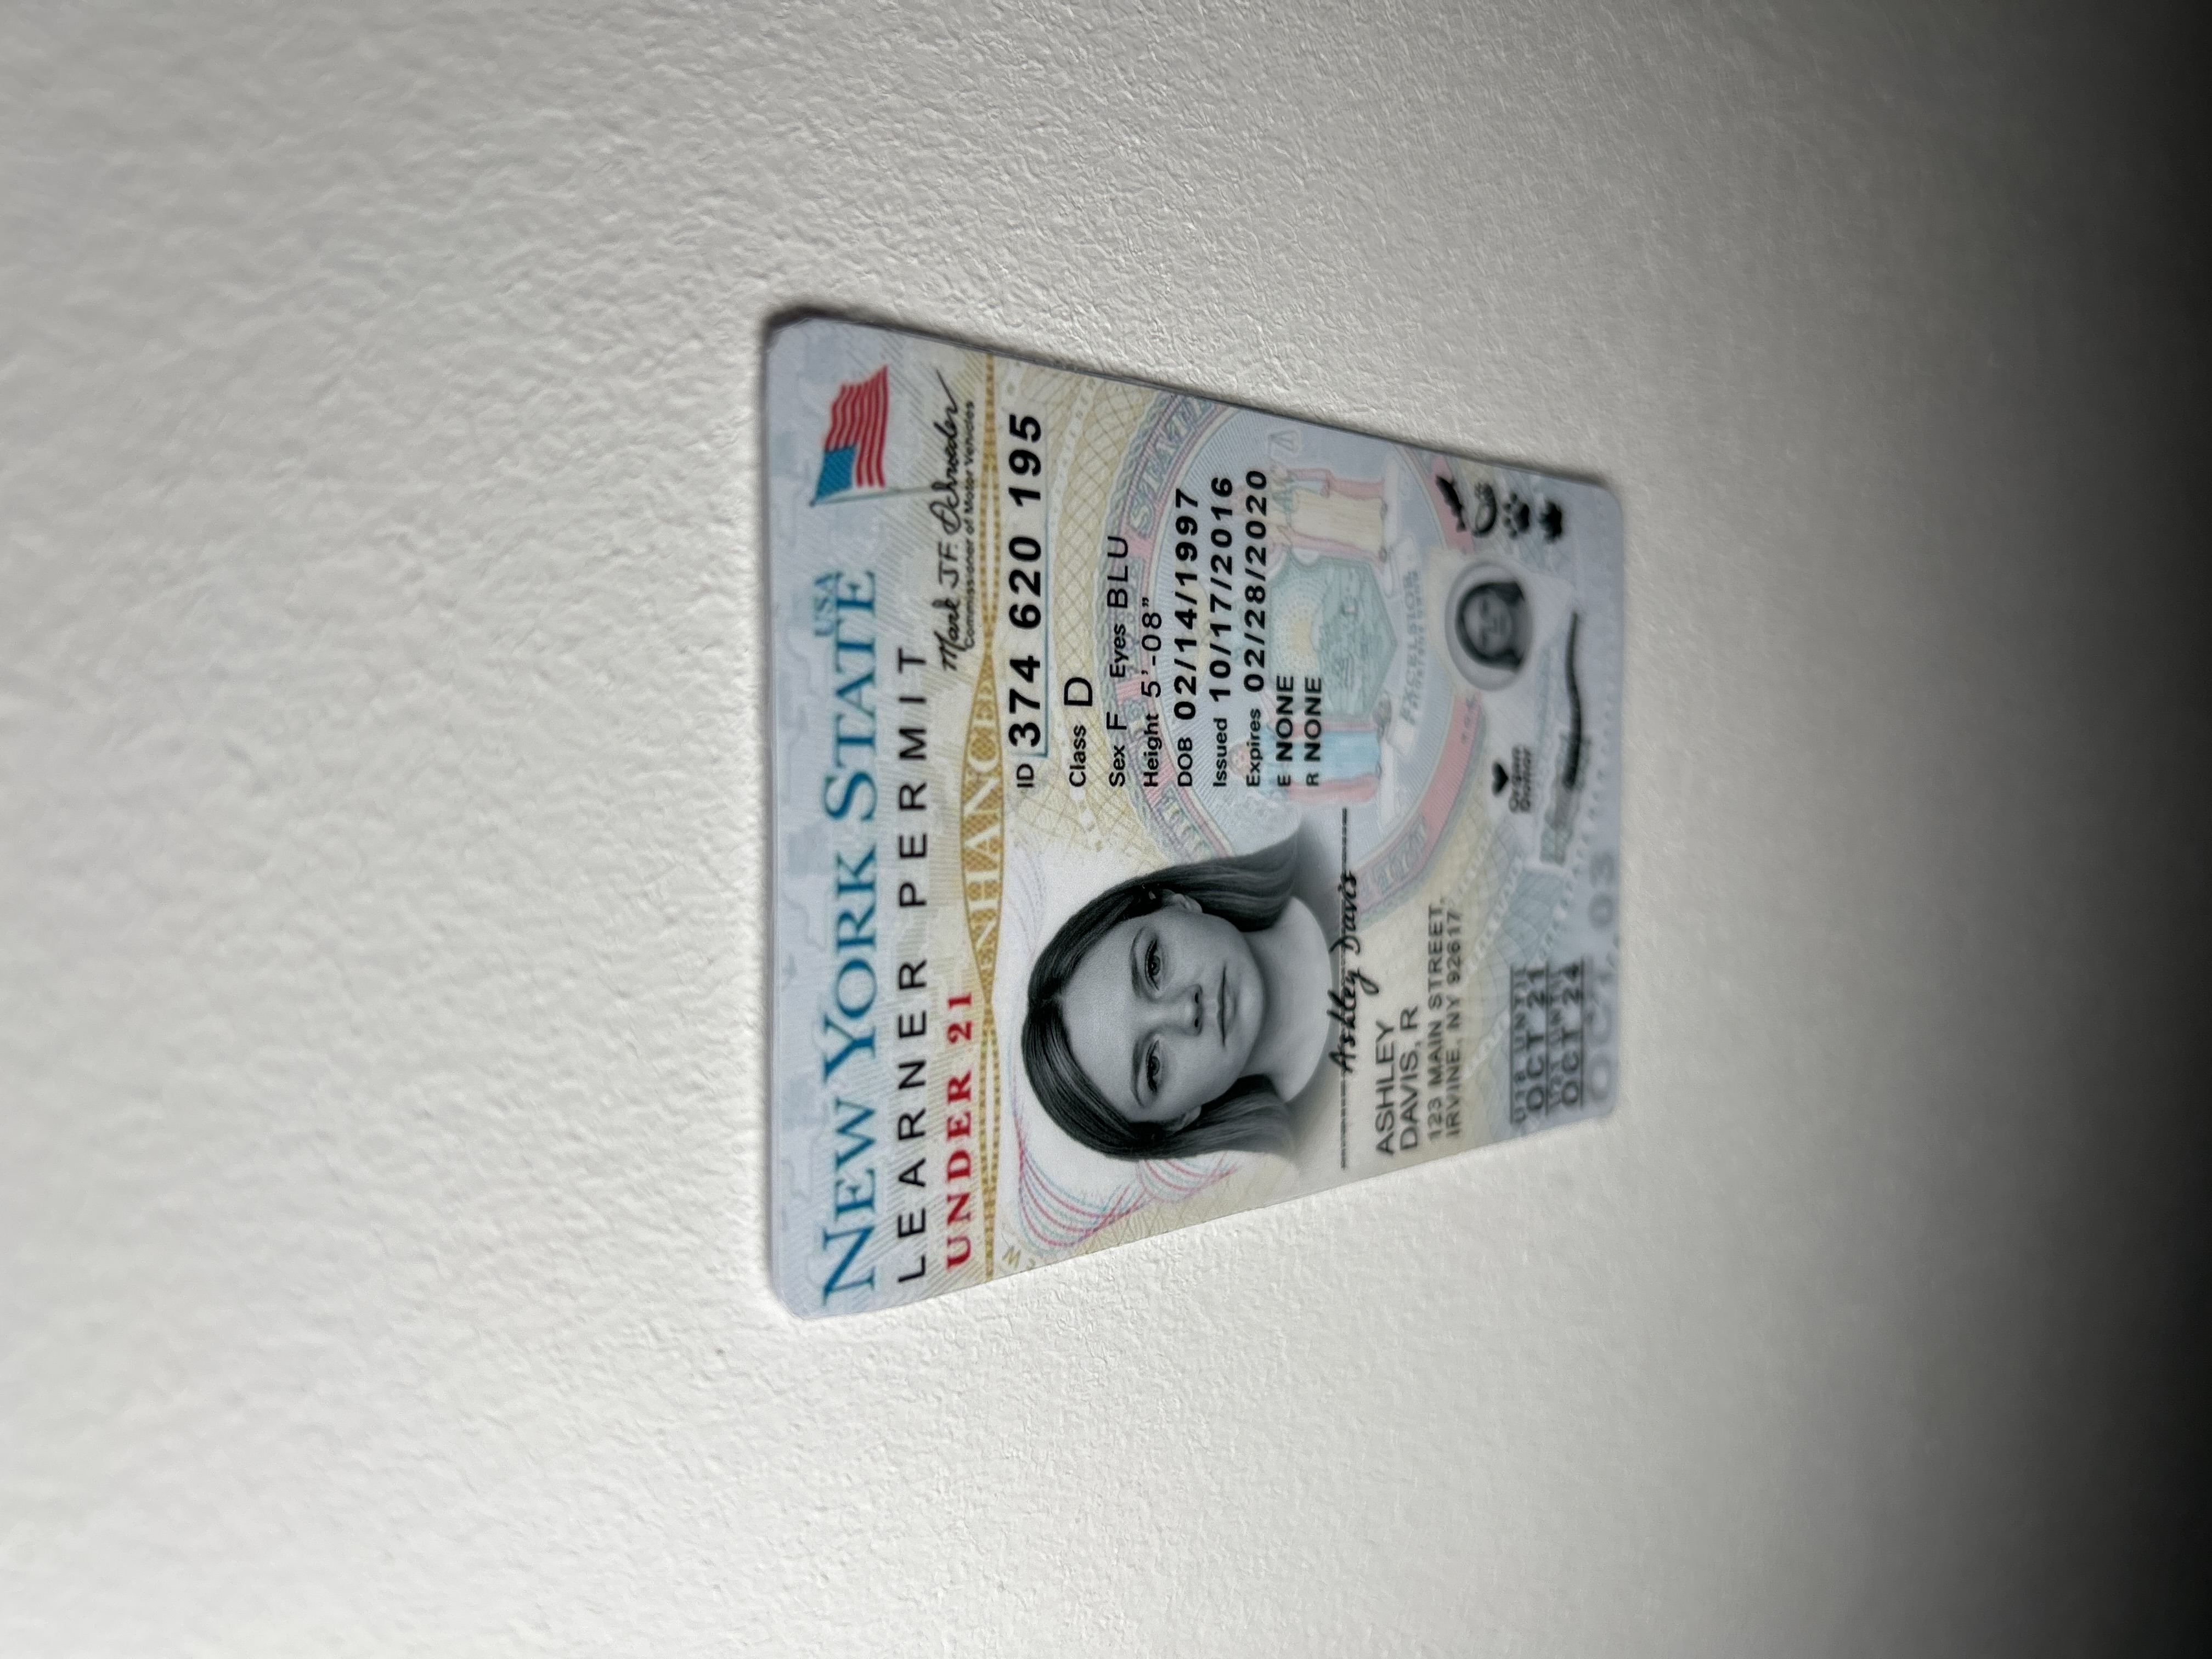 NEW YORK STATE USA
LEARNER PERMIT
UNDER 21
Mark J.F. Schroeder
Commissioner of Motor Vehicles
ENHANCED
ID 374 620 195
Class D
Sex F Eyes BLU
Height 5'-08"
DOB 02/14/1997
Issued 10/17/2016
Expires 02/28/2020
E NONE
R NONE
Ashley Davis
ASHLEY
DAVIS, R
123 MAIN STREET,
IRVINE, NY 92617
EXCELSIOR
Organ
Donor
U18 UNTIL
OCT 21
U21 UNTIL
OCT 24
OCT 03